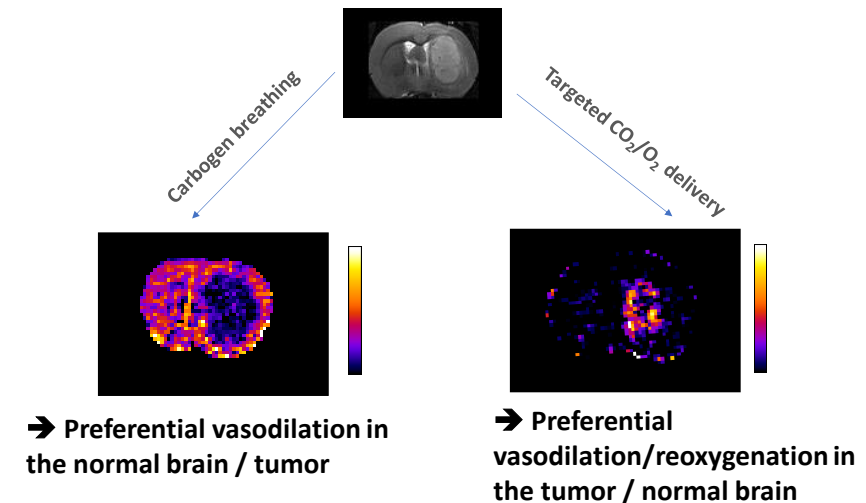 Carbogen breathing
Targeted CO₂/O₂ delivery
➔ Preferential vasodilation in
the normal brain / tumor
➔ Preferential
vasodilation/reoxygenation in
the tumor / normal brain